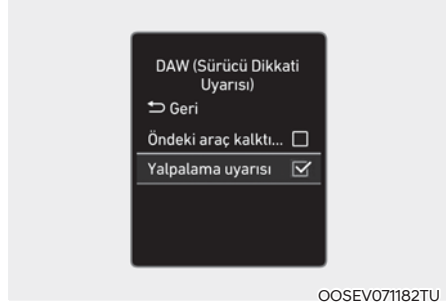 DAW (Sürücü Dikkati
Uyarısı)
Geri
Öndeki araç kalktı...
Yalpalama uyarısı
OOSEV071182TU